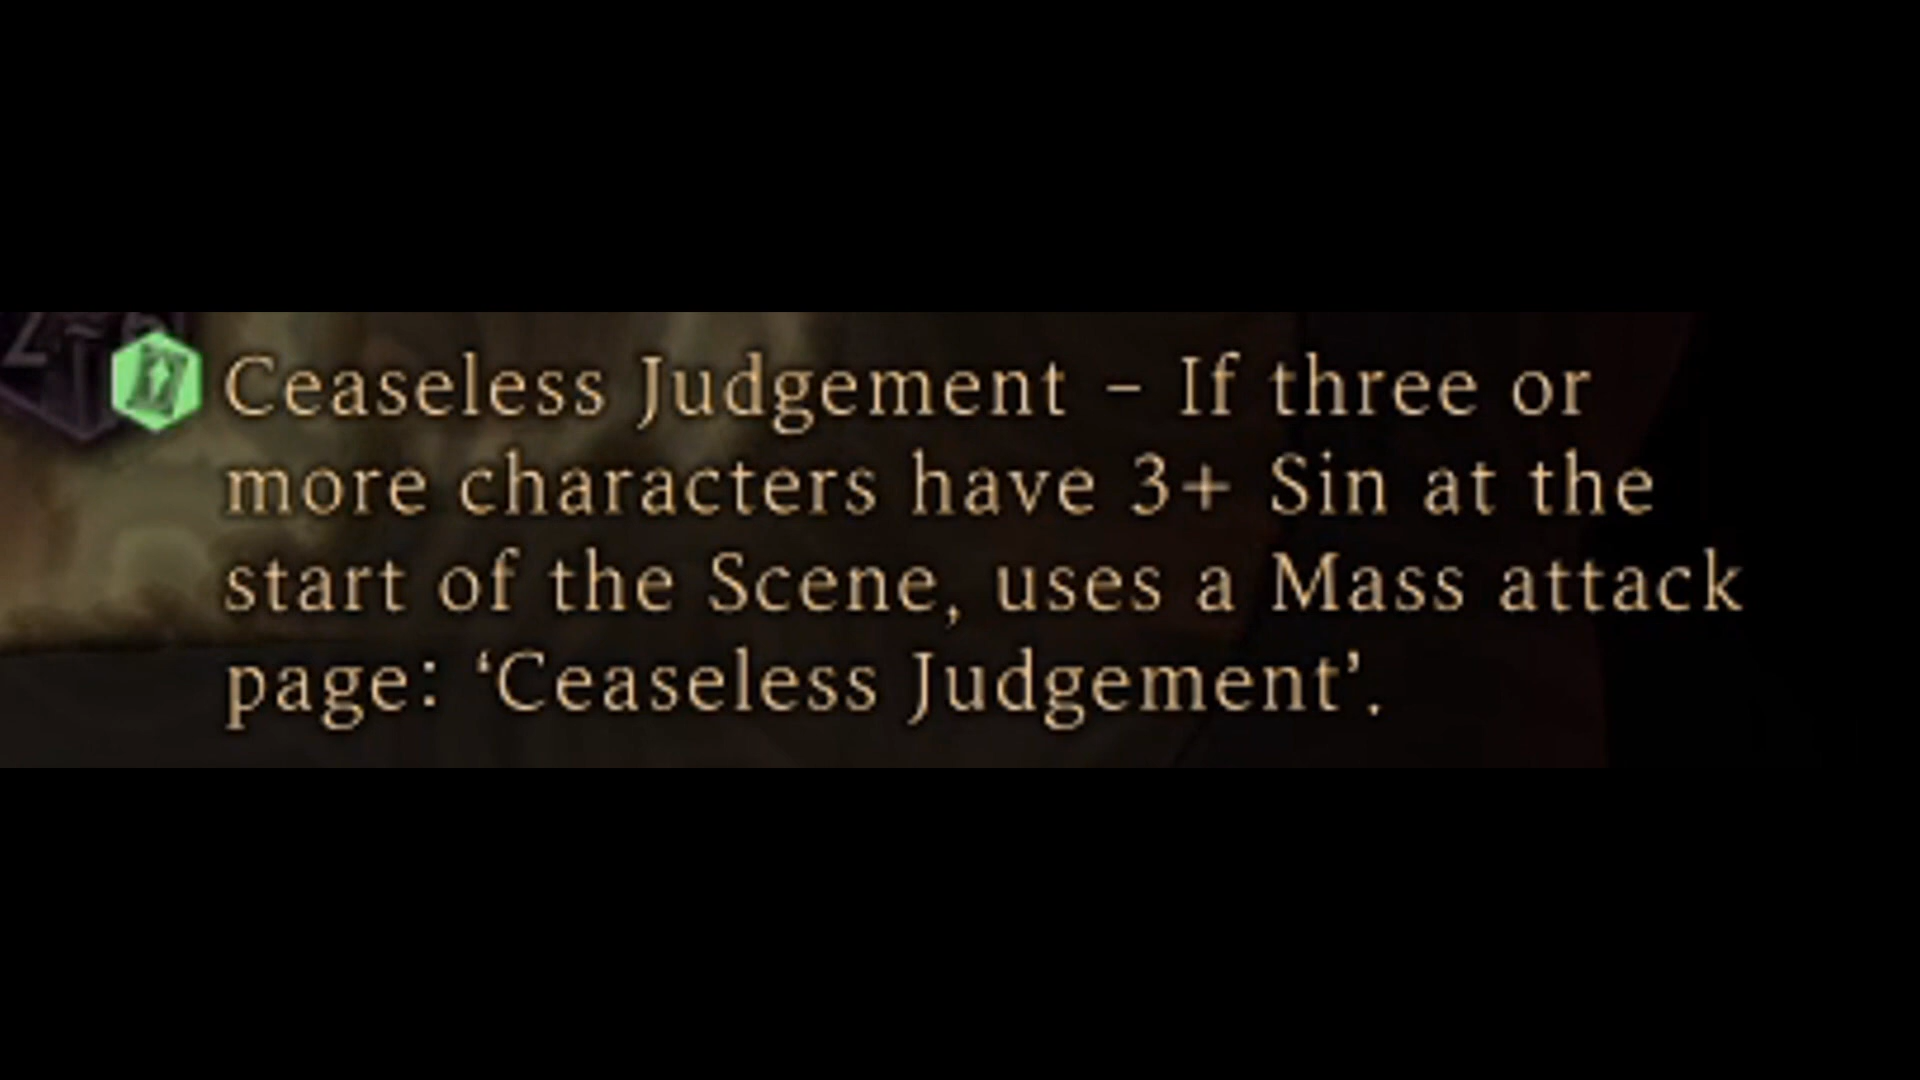 Ceaseless Judgement – If three or
more characters have 3+ Sin at the
start of the Scene, uses a Mass attack
page: ‘Ceaseless Judgement’.